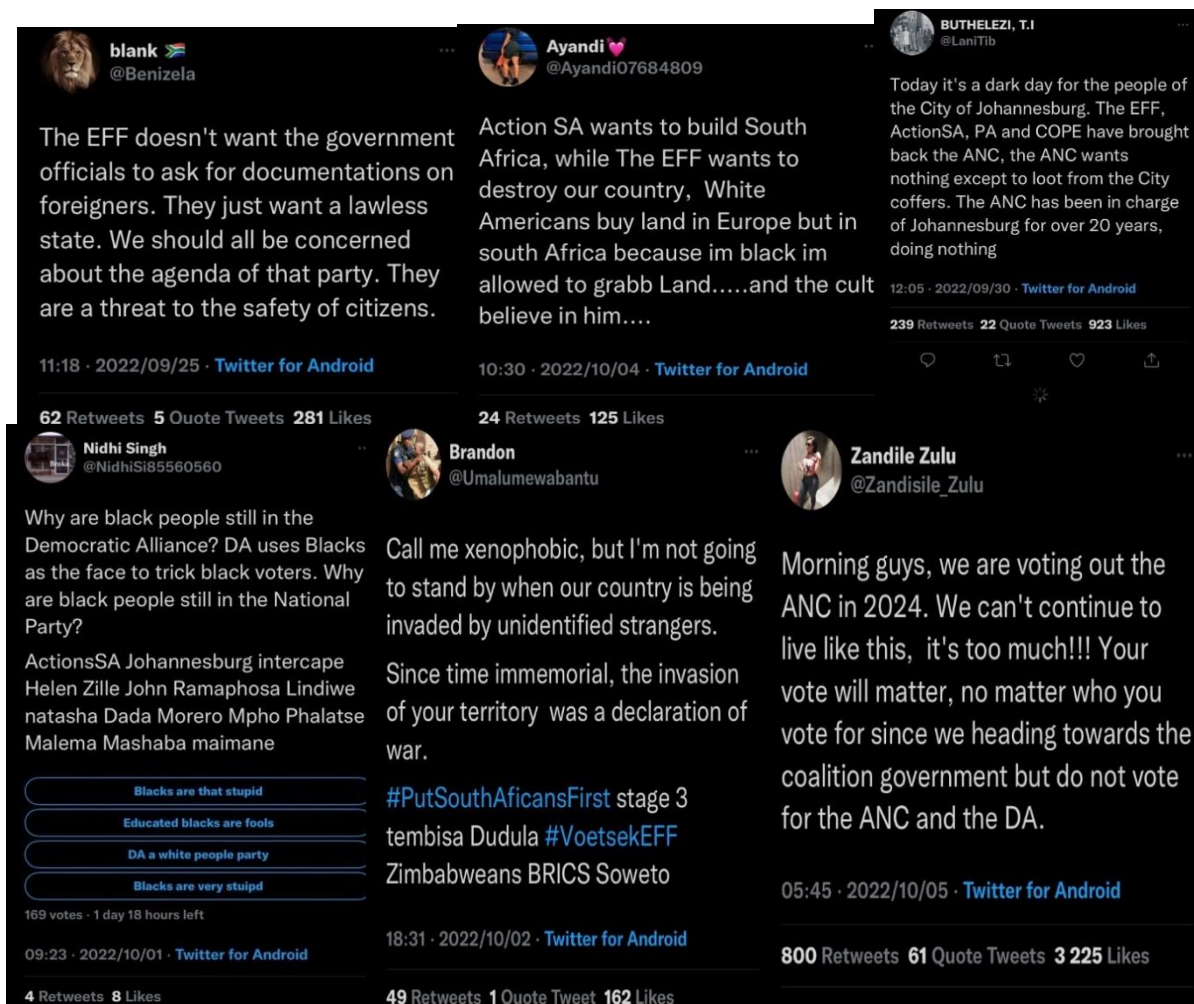 blank 🇿🇦
@Benizela
The EFF doesn't want the government
officials to ask for documentations on
foreigners. They just want a lawless
state. We should all be concerned
about the agenda of that party. They
are a threat to the safety of citizens.
11:18 · 2022/09/25 · Twitter for Android
62 Retweets 5 Quote Tweets 281 Likes
Ayandi💓
@Ayandi07684809
Action SA wants to build South
Africa, while The EFF wants to
destroy our country, White
Americans buy land in Europe but in
south Africa because im black im
allowed to grabb Land.....and the cult
believe in him....
10:30 · 2022/10/04 · Twitter for Android
24 Retweets 125 Likes
BUTHELEZI, T.I
@LaniTib
Today it's a dark day for the people of
the City of Johannesburg. The EFF,
ActionSA, PA and COPE have brought
back the ANC, the ANC wants
nothing except to loot from the City
coffers. The ANC has been in charge
of Johannesburg for over 20 years,
doing nothing
12:05 · 2022/09/30 · Twitter for Android
239 Retweets 22 Quote Tweets 923 Likes
Nidhi Singh
@NidhiSi85560560
Why are black people still in the
Democratic Alliance? DA uses Blacks
as the face to trick black voters. Why
are black people still in the National
Party?
ActionsSA Johannesburg intercape
Helen Zille John Ramaphosa Lindiwe
natasha Dada Morero Mpho Phalatse
Malema Mashaba maimane
Blacks are that stupid
Educated blacks are fools
DA a white people party
Blacks are very stuipd
169 votes · 1 day 18 hours left
09:23 · 2022/10/01 · Twitter for Android
4 Retweets 8 Likes
Brandon
@Umalumewabantu
Call me xenophobic, but I'm not going
to stand by when our country is being
invaded by unidentified strangers.
Since time immemorial, the invasion
of your territory was a declaration of
war.
#PutSouthAficansFirst stage 3
tembisa Dudula #VoetsekEFF
Zimbabweans BRICS Soweto
18:31 · 2022/10/02 · Twitter for Android
49 Retweets 1 Quote Tweet 162 Likes
Zandile Zulu
@Zandisile_Zulu
Morning guys, we are voting out the
ANC in 2024. We can't continue to
live like this, it's too much!!! Your
vote will matter, no matter who you
vote for since we heading towards the
coalition government but do not vote
for the ANC and the DA.
05:45 · 2022/10/05 · Twitter for Android
800 Retweets 61 Quote Tweets 3 225 Likes